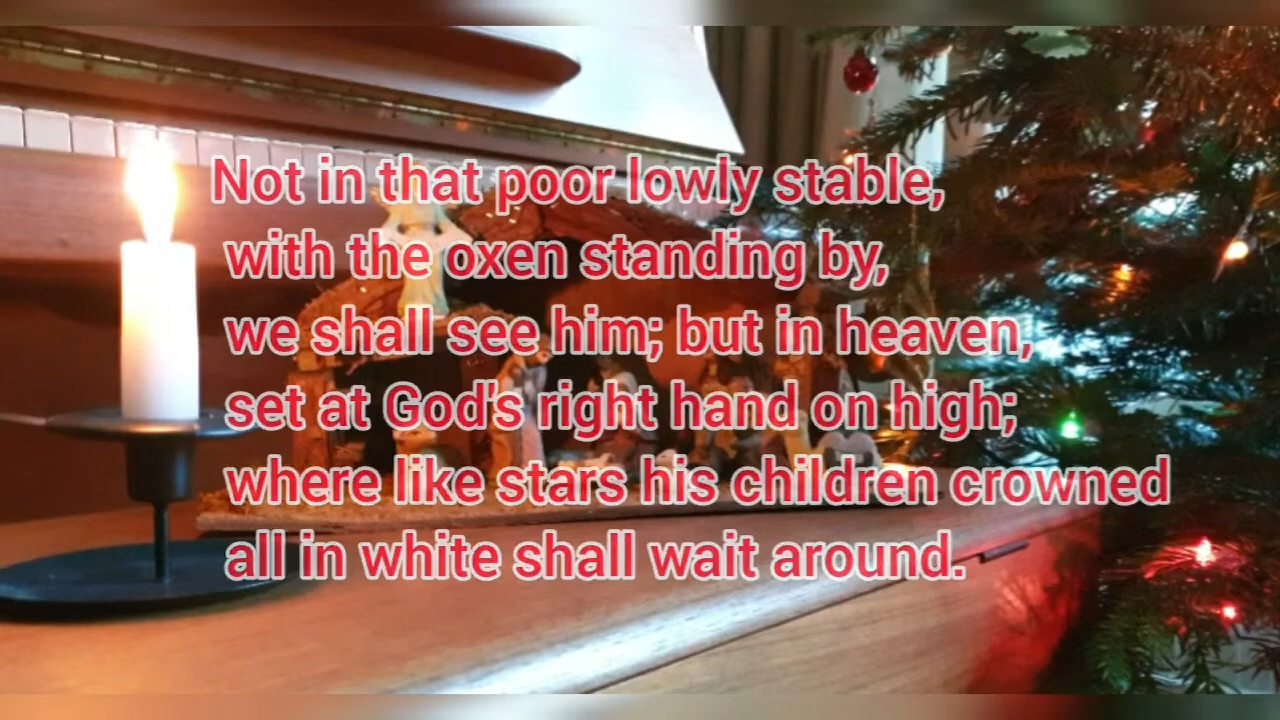 Not in that poor lowly stable,
with the oxen standing by,
we shall see him; but in heaven,
set at God's right hand on high;
where like stars his children crowned
all in white shall wait around.